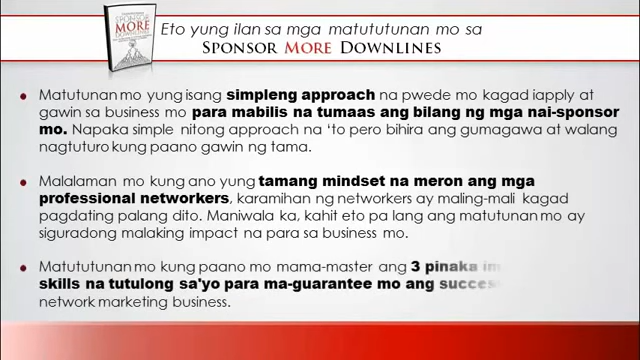 SPONSOR
MORE
DOWNLINES
Eto yung ilan sa mga matututunan mo sa
SPONSOR MORE DOWNLINES
Matutunan mo yung isang simpleng approach na pwede mo kagad iapply at
gawin sa business mo para mabilis na tumaas ang bilang ng mga nai-sponsor
mo. Napaka simple nitong approach na 'to pero bihira ang gumagawa at walang
nagtuturo kung paano gawin ng tama.
Malalaman mo kung ano yung tamang mindset na meron ang mga
professional networkers, karamihan ng networkers ay maling-mali kagad
pagdating palang dito. Maniwala ka, kahit eto pa lang ang matutunan mo ay
siguradong malaking impact na para sa business mo.
Matututunan mo kung paano mo mama-master ang 3 pinaka
skills na tutulong sa'yo para ma-guarantee mo ang
network marketing business.